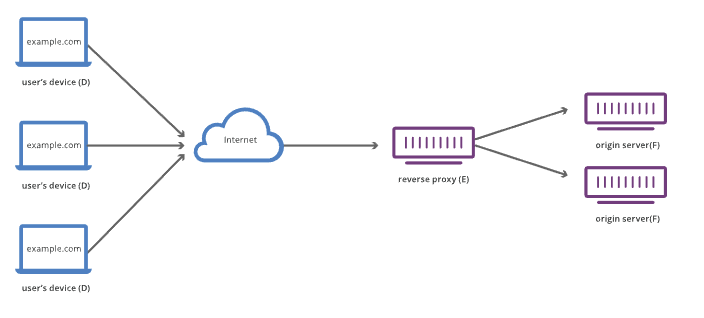 example.com
user's device (D)
example.com
user's device (D)
example.com
user's device (D)
Internet
reverse proxy (E)
origin server(F)
origin server(F)